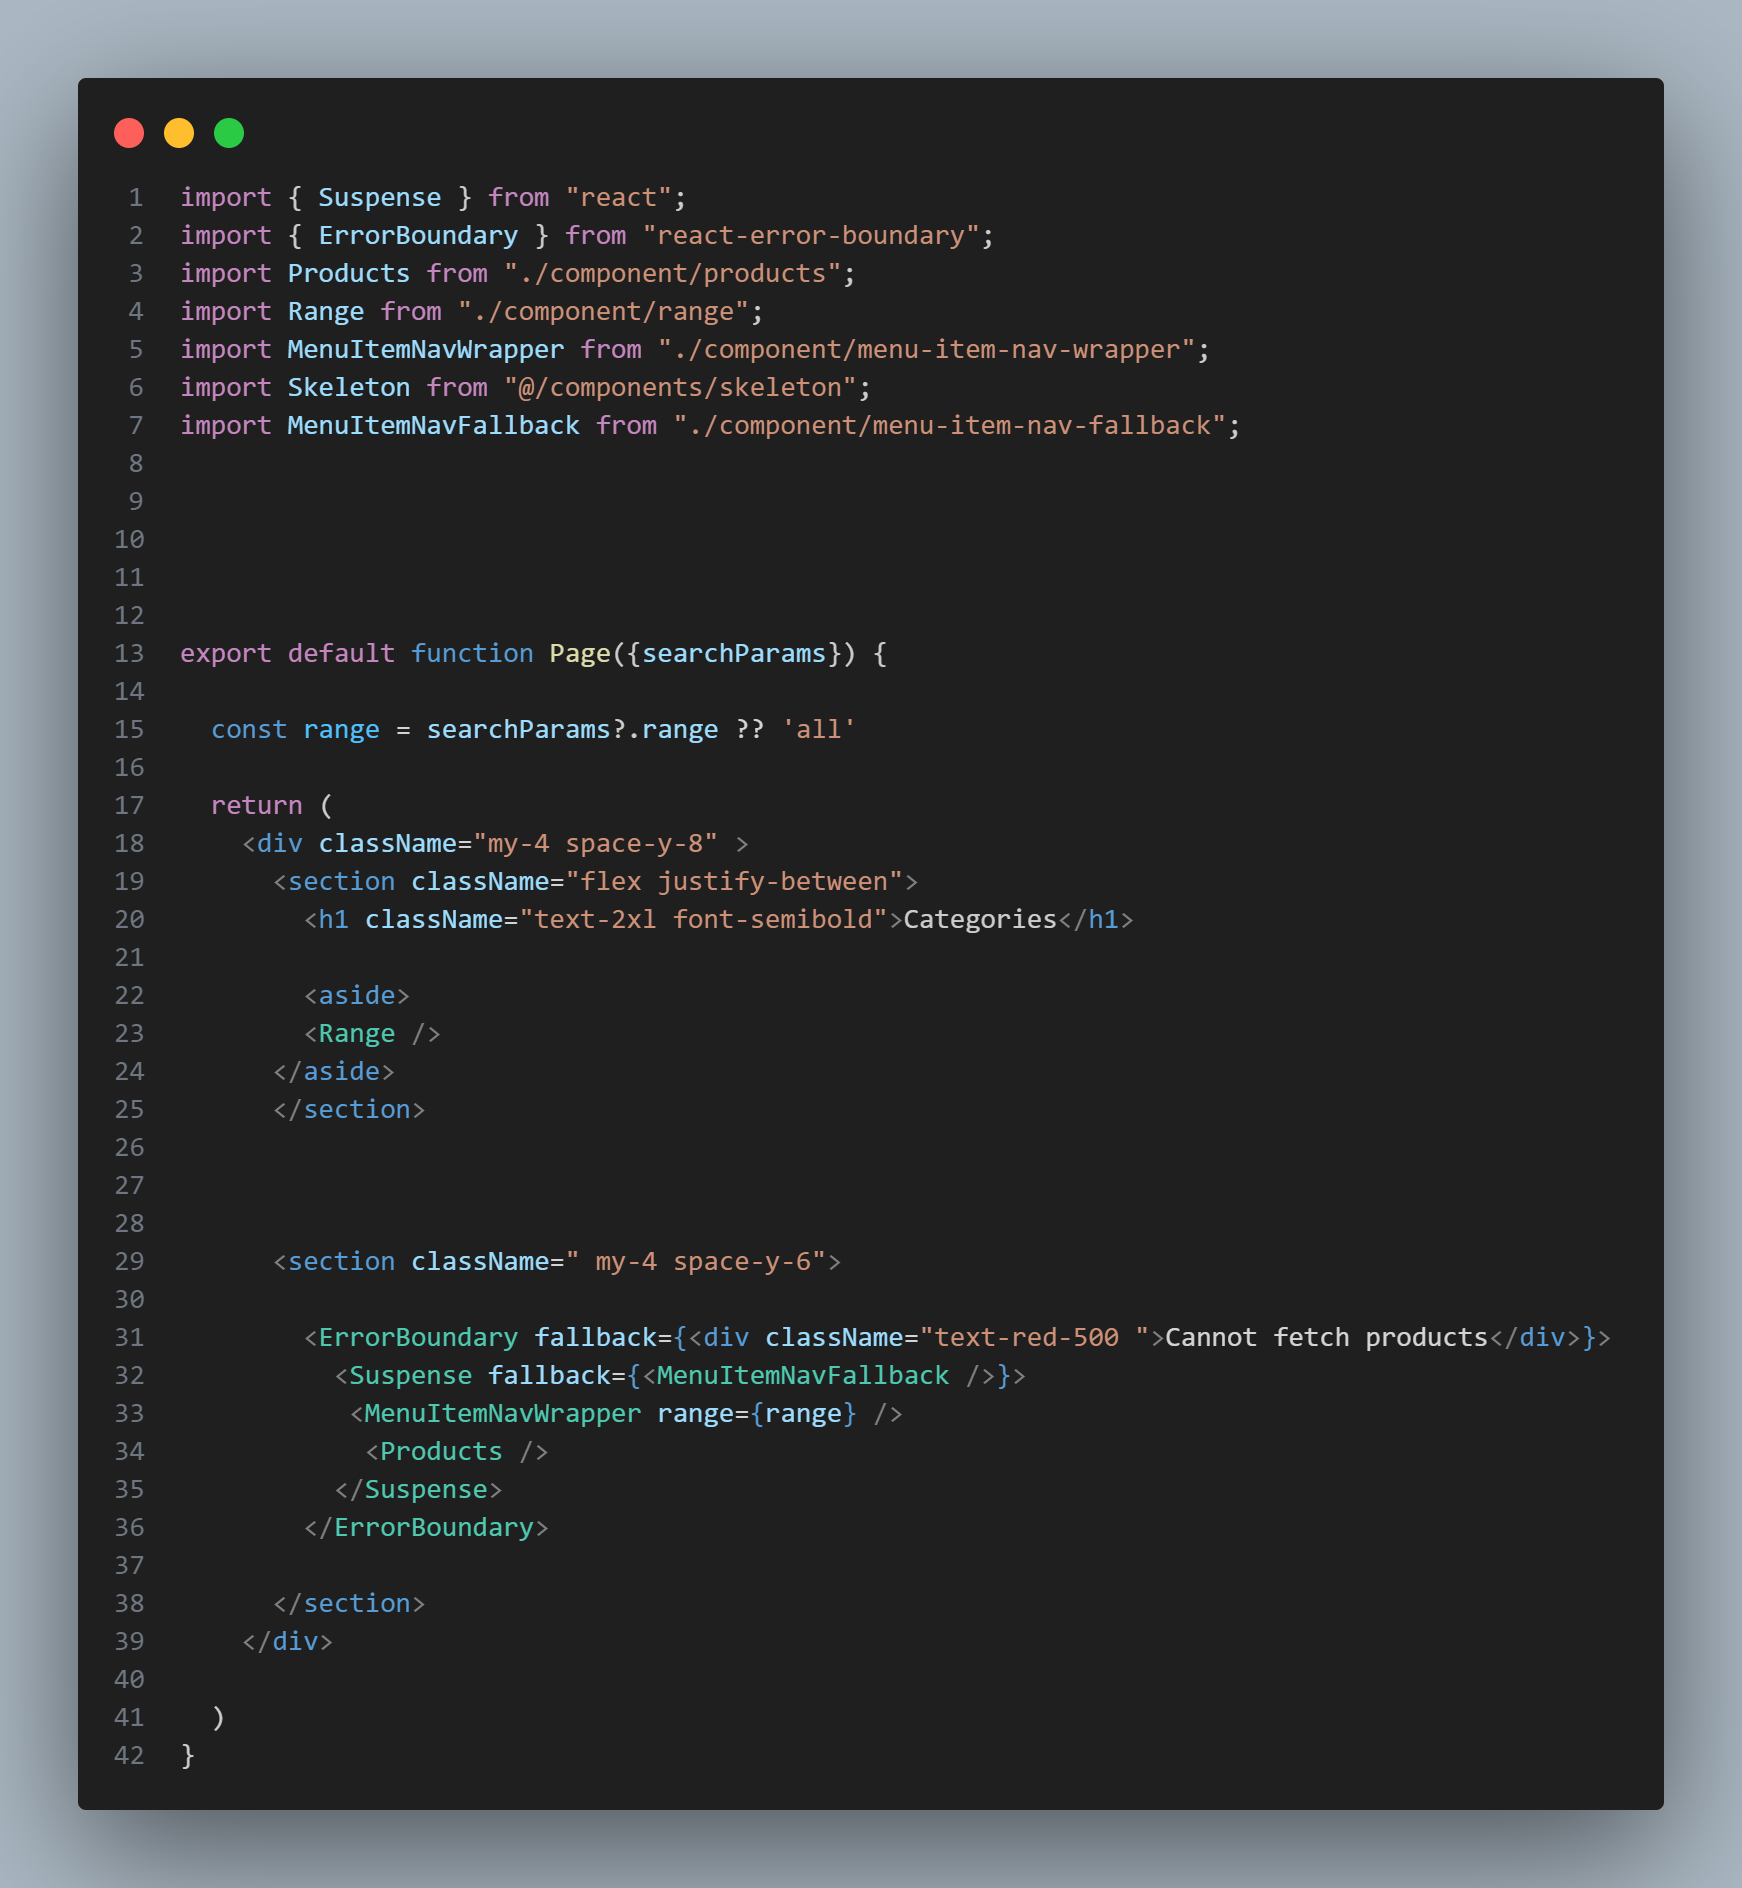 1 import { Suspense } from "react";
2 import { ErrorBoundary } from "react-error-boundary";
3 import Products from "./component/products";
4 import Range from "./component/range";
5 import MenuItemNavWrapper from "./component/menu-item-nav-wrapper";
6 import Skeleton from "@/components/skeleton";
7 import MenuItemNavFallback from "./component/menu-item-nav-fallback";
8
9
10
11
12
13 export default function Page({searchParams}) {
14
15   const range = searchParams?.range ?? 'all'
16
17   return (
18     <div className="my-4 space-y-8" >
19       <section className="flex justify-between">
20         <h1 className="text-2xl font-semibold">Categories</h1>
21
22         <aside>
23         <Range />
24       </aside>
25       </section>
26
27
28
29       <section className=" my-4 space-y-6">
30
31         <ErrorBoundary fallback={<div className="text-red-500 ">Cannot fetch products</div>}>
32           <Suspense fallback={<MenuItemNavFallback />}>
33            <MenuItemNavWrapper range={range} />
34             <Products />
35           </Suspense>
36         </ErrorBoundary>
37
38       </section>
39     </div>
40
41   )
42 }